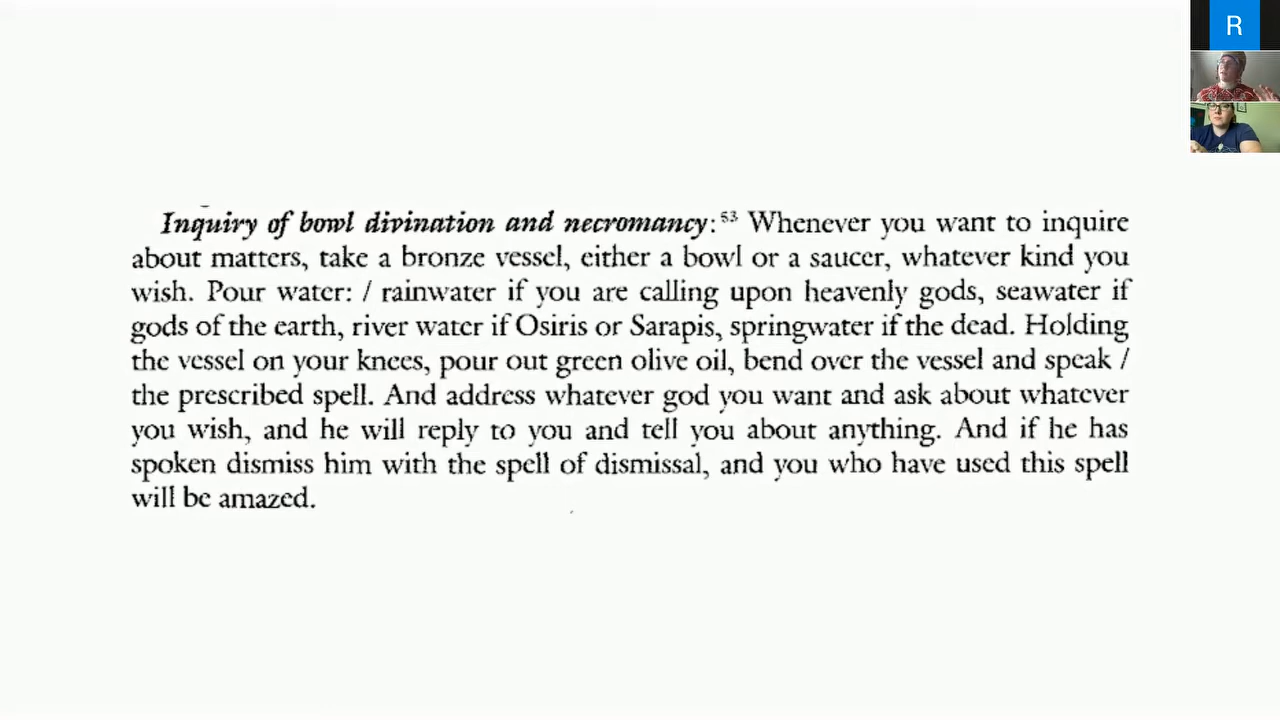 Inquiry of bowl divination and necromancy:⁵³ Whenever you want to inquire
about matters, take a bronze vessel, either a bowl or a saucer, whatever kind you
wish. Pour water: / rainwater if you are calling upon heavenly gods, seawater if
gods of the earth, river water if Osiris or Sarapis, springwater if the dead. Holding
the vessel on your knees, pour out green olive oil, bend over the vessel and speak /
the prescribed spell. And address whatever god you want and ask about whatever
you wish, and he will reply to you and tell you about anything. And if he has
spoken dismiss him with the spell of dismissal, and you who have used this spell
will be amazed.
R